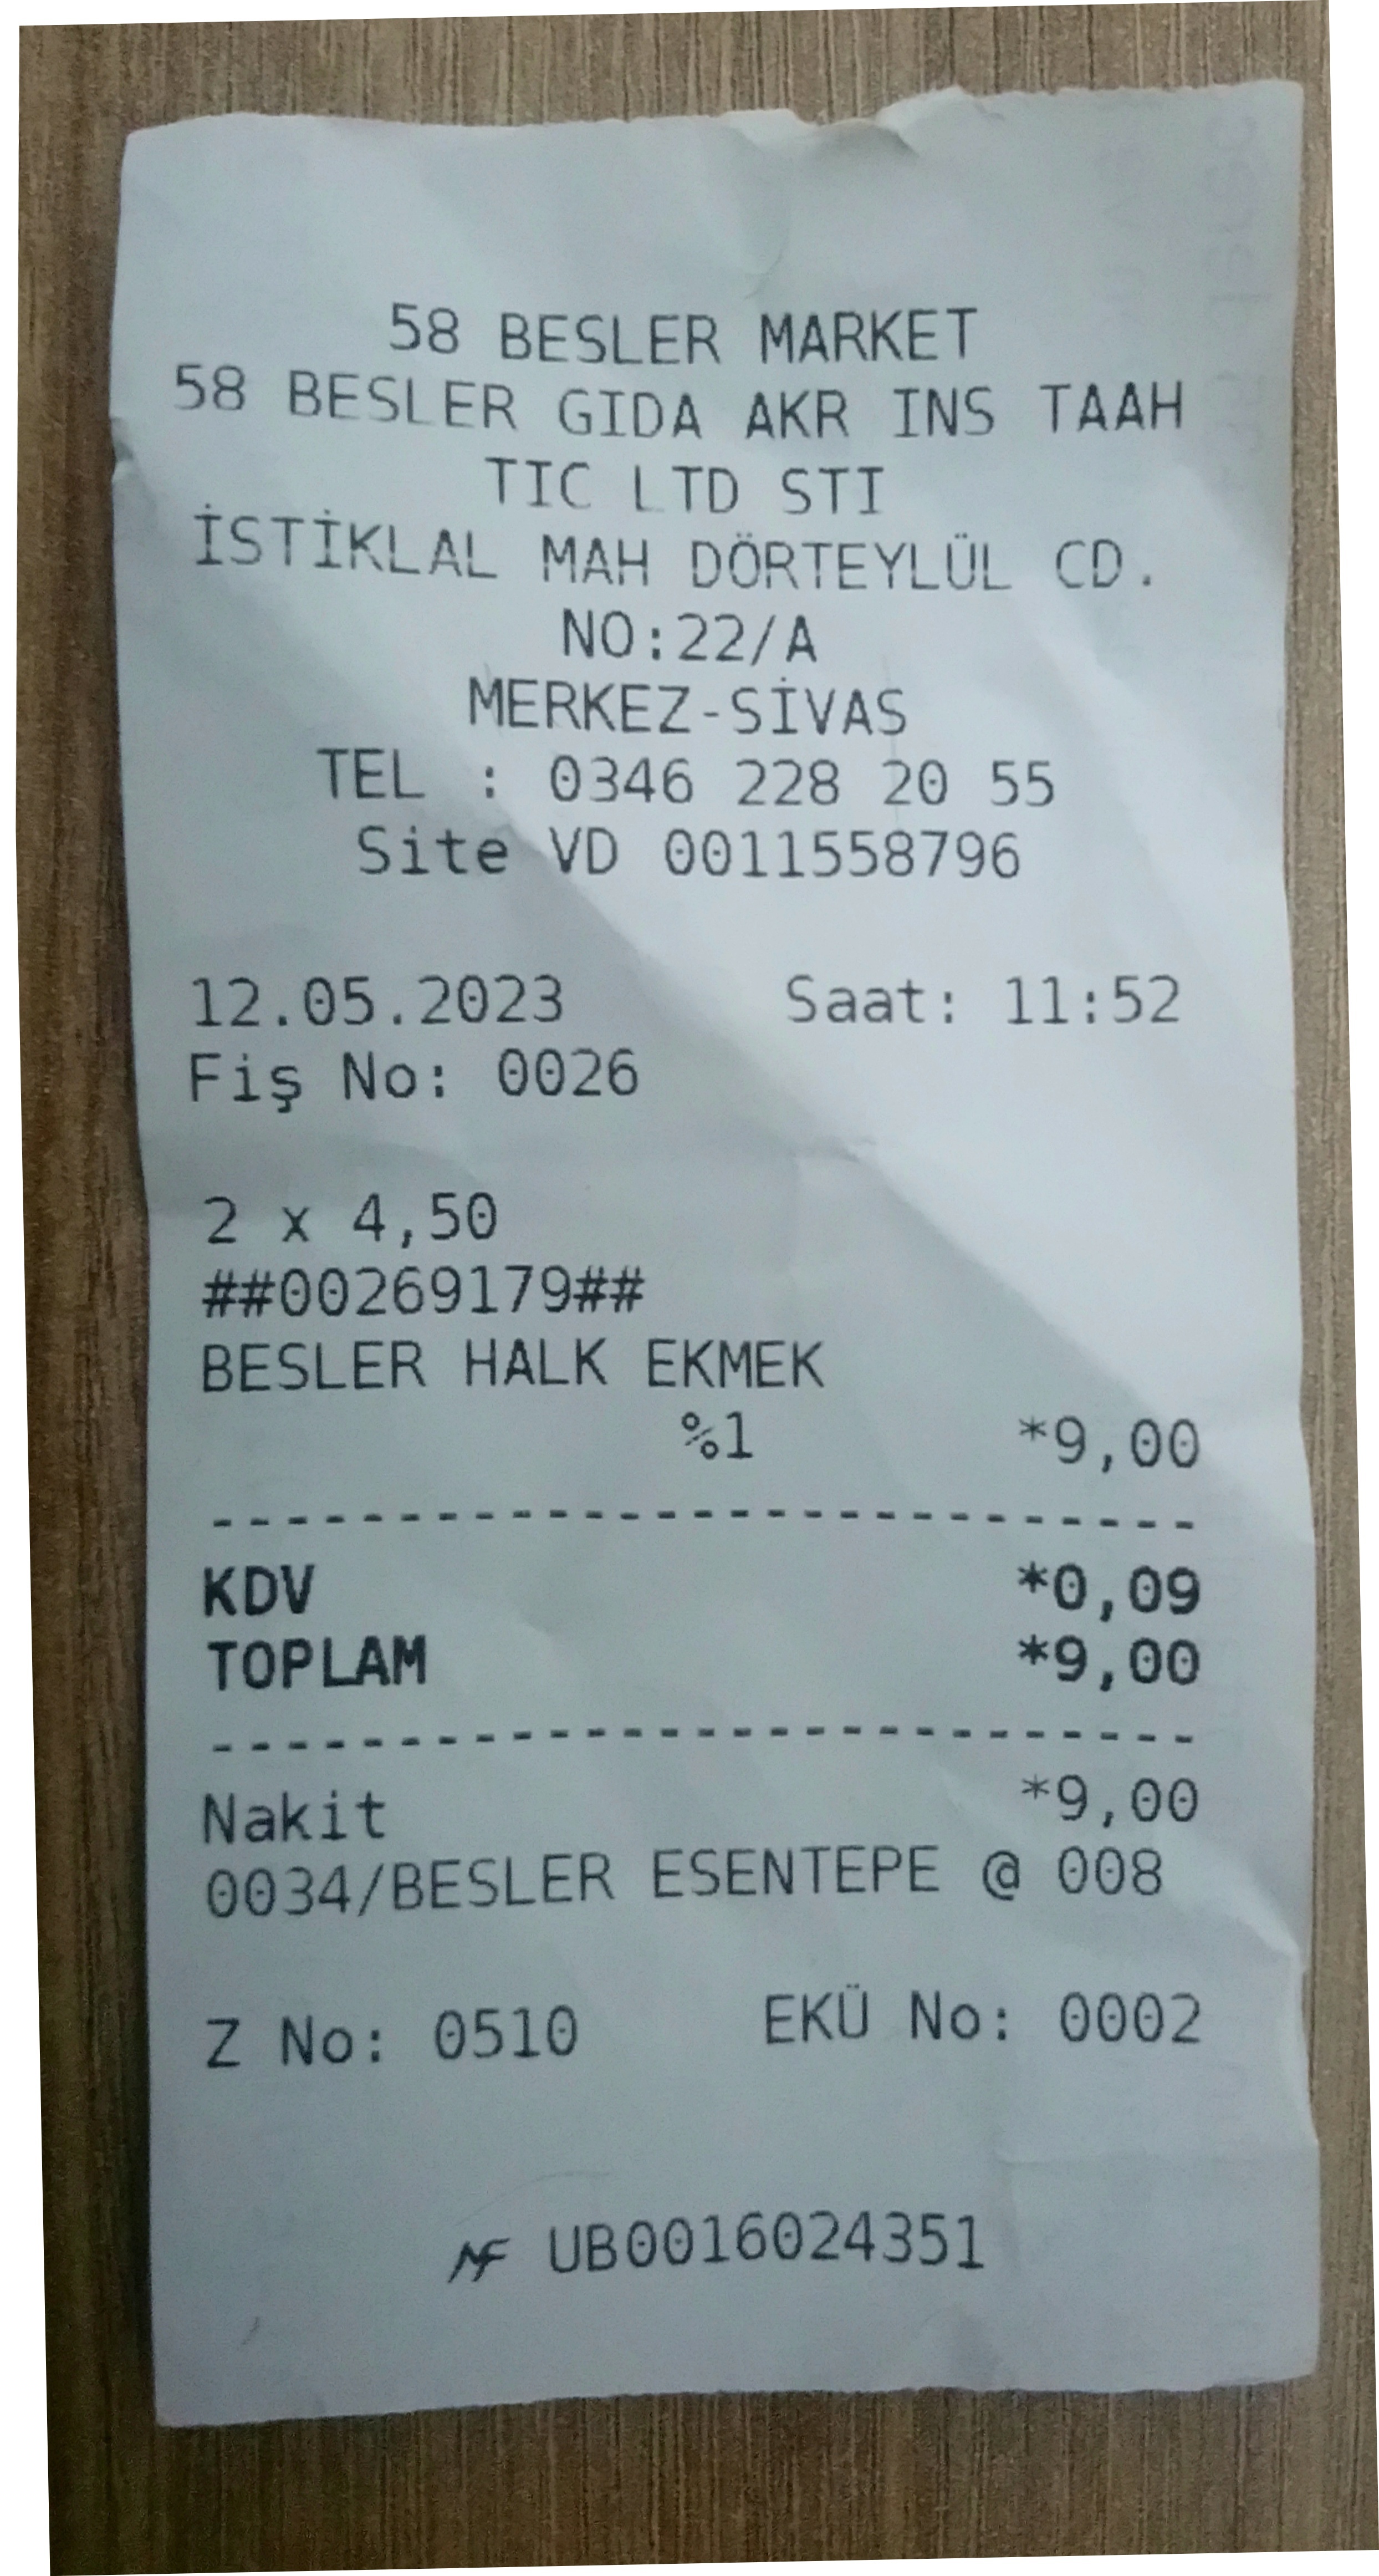 58 BESLER MARKET
58 BESLER GIDA AKR INS TAAH
TIC LTD STI
İSTİKLAL MAH DÖRTEYLÜL CD.
NO:22/A
MERKEZ-SİVAS
TEL : 0346 228 20 55
Site VD 0011558796
12.05.2023 Saat: 11:52
Fiş No: 0026
2 x 4,50
##00269179##
BESLER HALK EKMEK
%1 *9,00
KDV *0,09
TOPLAM *9,00
Nakit *9,00
0034/BESLER ESENTEPE @ 008
Z No: 0510 EKÜ No: 0002
MF UB0016024351